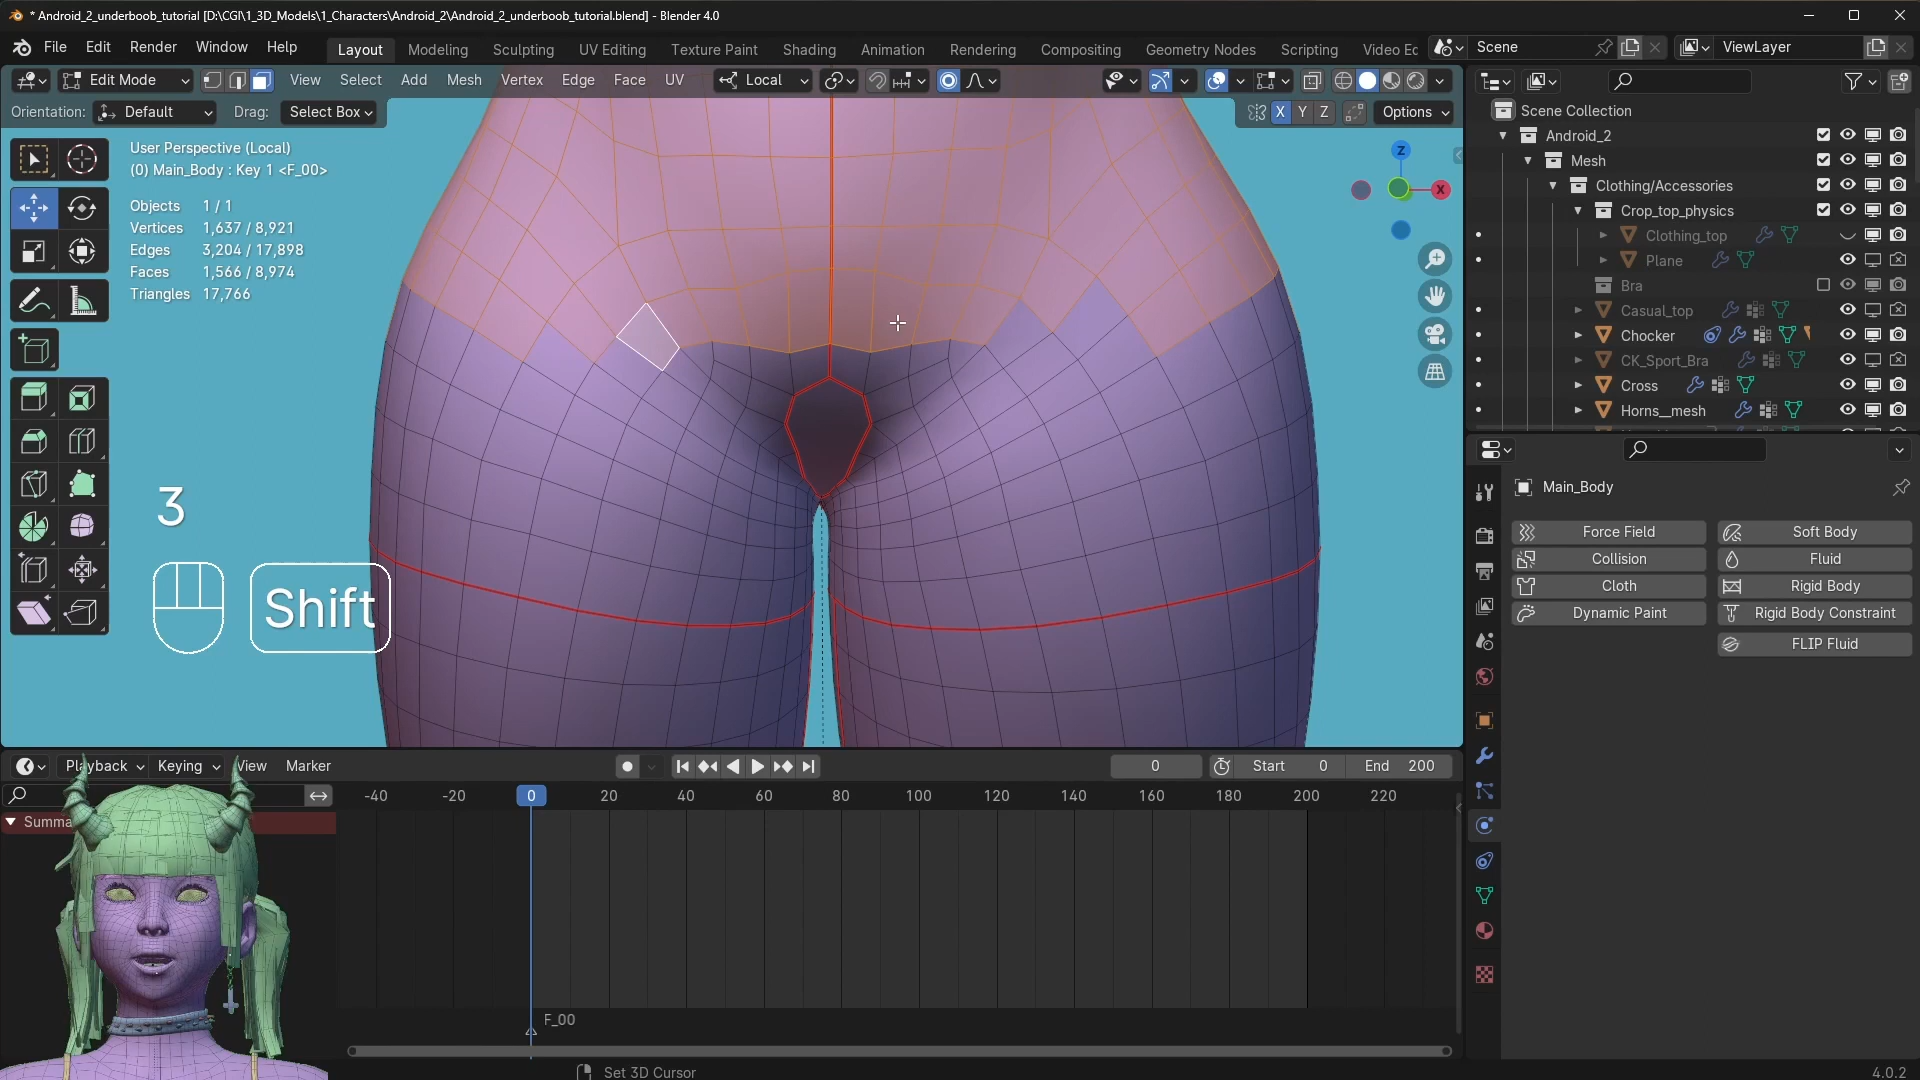 * Android_2_underboob_tutorial [D:\CGI\1_3D_Models\1_Characters\Android_2\Android_2_underboob_tutorial.blend] - Blender 4.0
File Edit Render Window Help Layout Modeling Sculpting UV Editing Texture Paint Shading Animation Rendering Compositing Geometry Nodes Scripting Video Ec Scene ViewLayer
Edit Mode View Select Add Mesh Vertex Edge Face UV Local
Orientation: Default Drag: Select Box X Y Z Options
User Perspective (Local)
(0) Main_Body : Key 1 <F_00>
Objects 1 / 1
Vertices 1,637 / 8,921
Edges 3,204 / 17,898
Faces 1,566 / 8,974
Triangles 17,766
Z
X
3
Shift
Scene Collection
Android_2
Mesh
Clothing/Accessories
Crop_top_physics
Clothing_top
Plane
Bra
Casual_top
Chocker
CK_Sport_Bra
Cross
Horns__mesh
Main_Body
Force Field Soft Body
Collision Fluid
Cloth Rigid Body
Dynamic Paint Rigid Body Constraint
FLIP Fluid
Playback Keying View Marker 0 Start 0 End 200
-40 -20 0 20 40 60 80 100 120 140 160 180 200 220
Summa
F_00
Set 3D Cursor
4.0.2